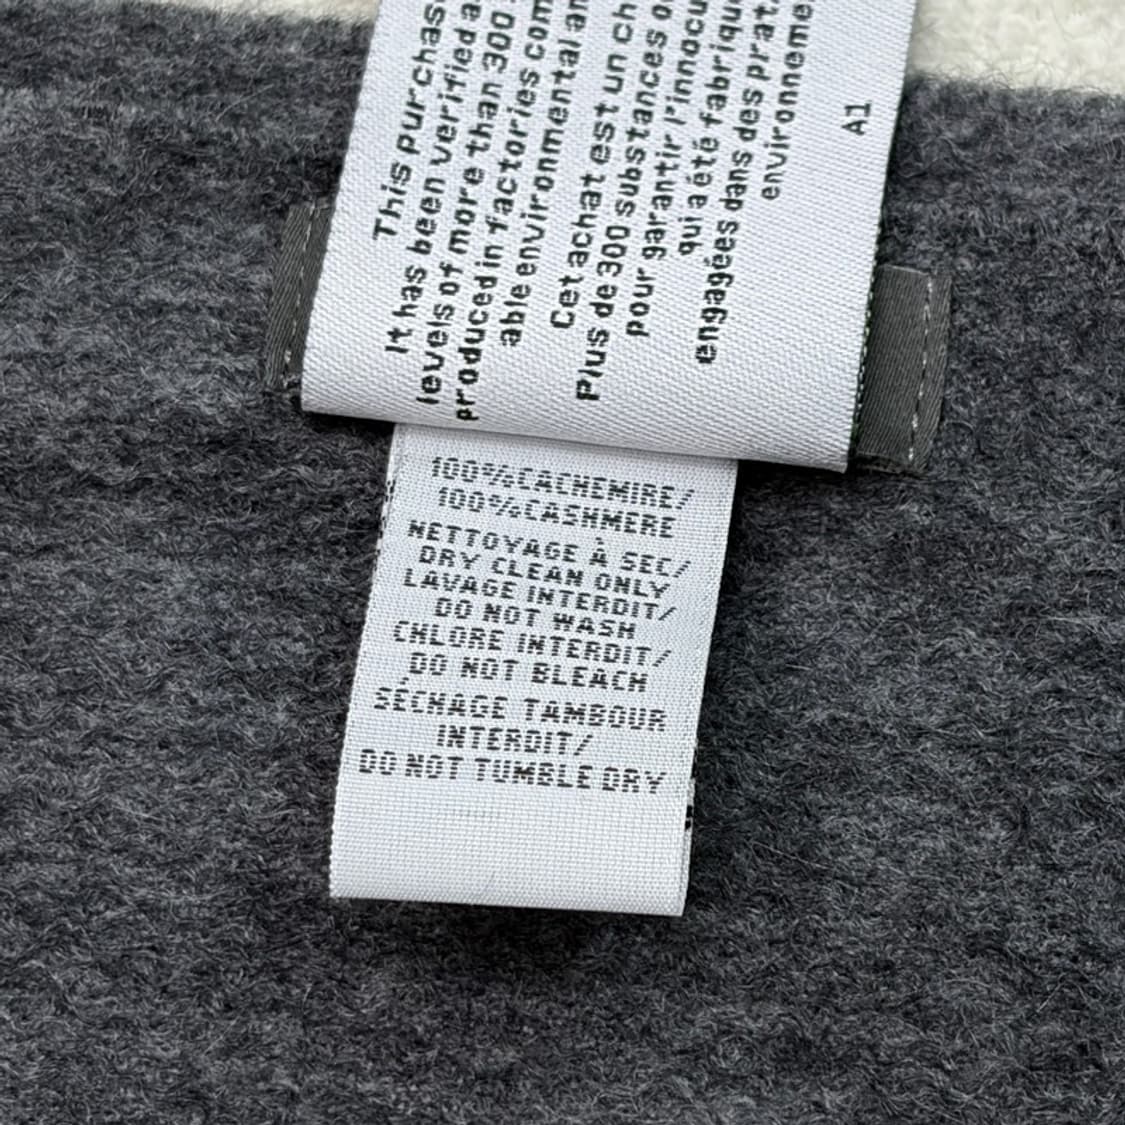 This purchas
It has been verified a
levels of more than 300
produced in factories com
able environmental an
Cet achat est un ch
Plus de 300 substances o
pour garantir l'innocu
qui a été fabriqu
engagées dans des prat
environneme
A1
100%CACHEMIRE/
100%CASHMERE
NETTOYAGE À SEC/
DRY CLEAN ONLY
LAVAGE INTERDIT/
DO NOT WASH
CHLORE INTERDIT/
DO NOT BLEACH
SÉCHAGE TAMBOUR
INTERDIT/
DO NOT TUMBLE DRY